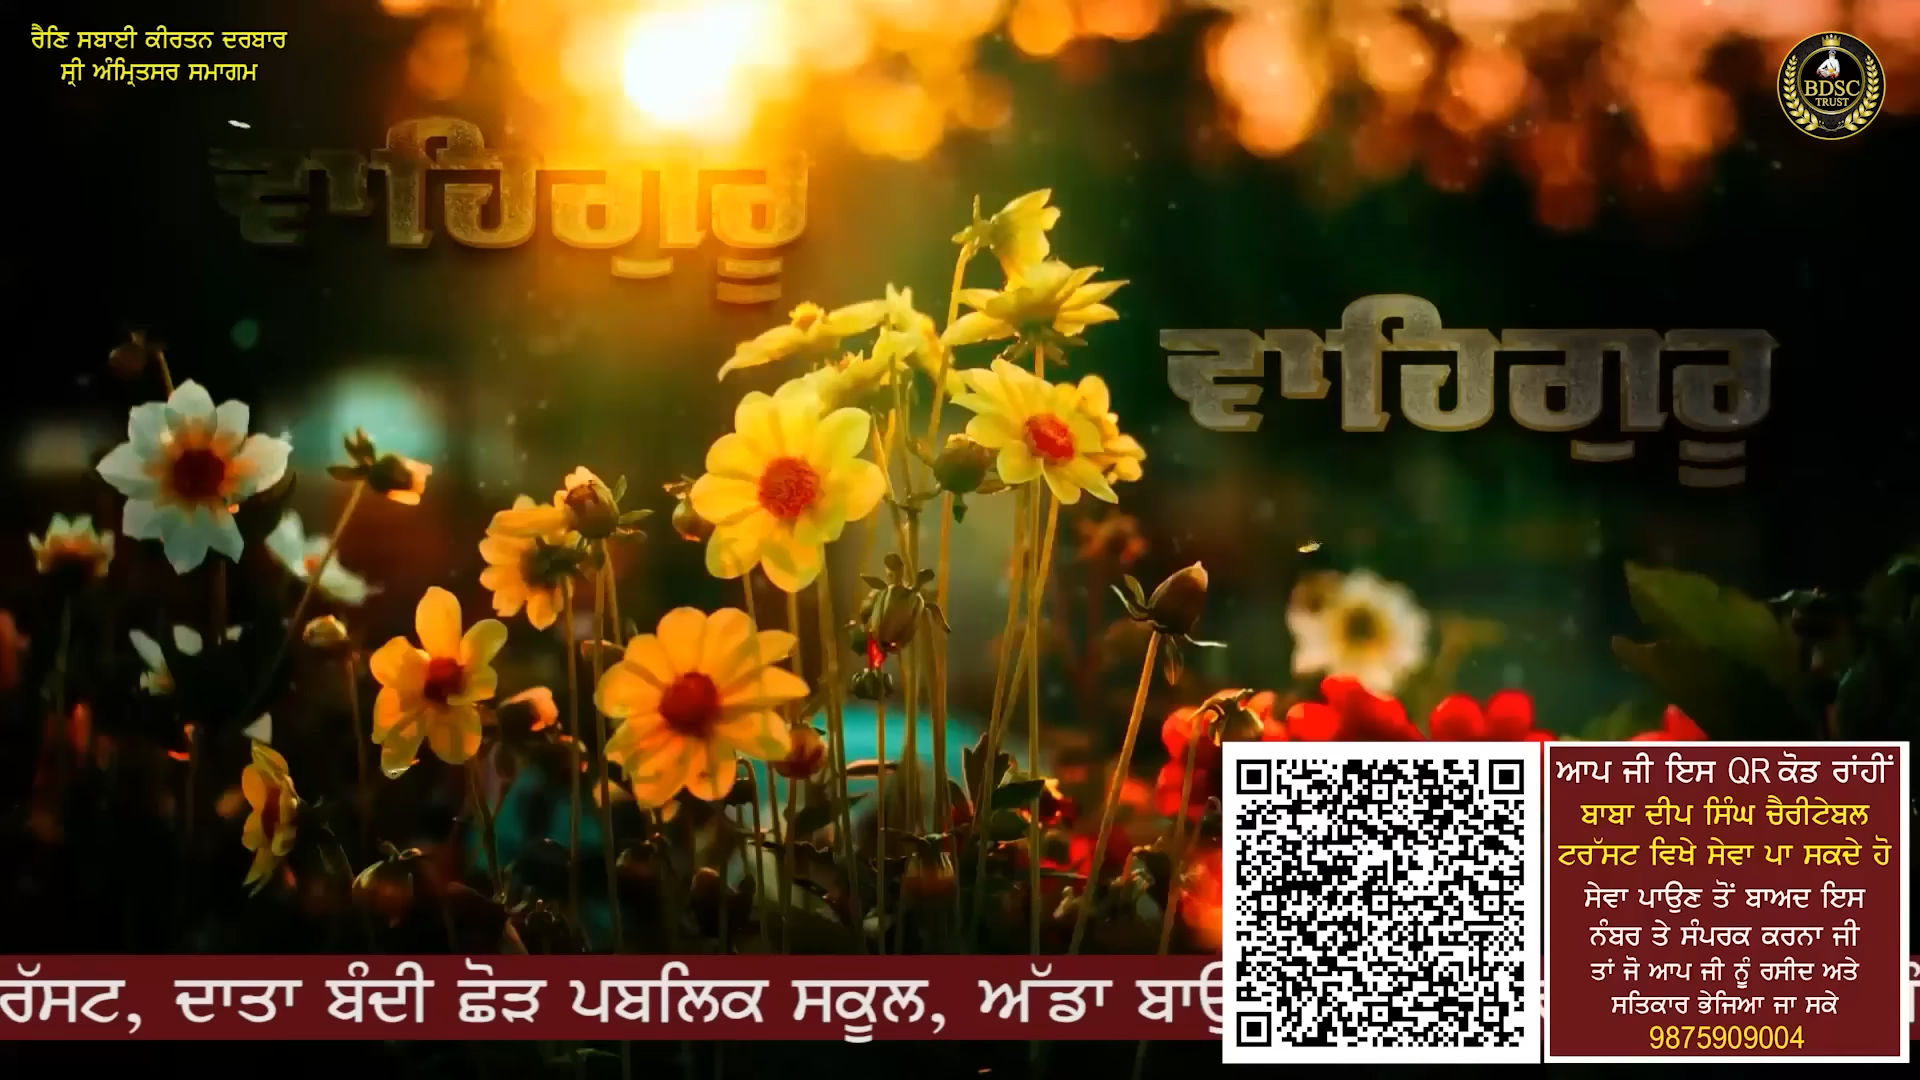 ਰੈਣਿ ਸਬਾਈ ਕੀਰਤਨ ਦਰਬਾਰ
ਸ੍ਰੀ ਅੰਮ੍ਰਿਤਸਰ ਸਮਾਗਮ
BDSC
TRUST
ਵਾਹਿਗੁਰੂ
ਵਾਹਿਗੁਰੂ
ਆਪ ਜੀ ਇਸ QR ਕੋਡ ਰਾਂਹੀਂ
ਬਾਬਾ ਦੀਪ ਸਿੰਘ ਚੈਰੀਟੇਬਲ
ਟਰੱਸਟ ਵਿਖੇ ਸੇਵਾ ਪਾ ਸਕਦੇ ਹੋ
ਸੇਵਾ ਪਾਉਣ ਤੋਂ ਬਾਅਦ ਇਸ
ਨੰਬਰ ਤੇ ਸੰਪਰਕ ਕਰਨਾ ਜੀ
ਤਾਂ ਜੋ ਆਪ ਜੀ ਨੂੰ ਰਸੀਦ ਅਤੇ
ਸਤਿਕਾਰ ਭੇਜਿਆ ਜਾ ਸਕੇ
9875909004
ਰੱਸਟ, ਦਾਤਾ ਬੰਦੀ ਛੋੜ ਪਬਲਿਕ ਸਕੂਲ, ਅੱਡਾ